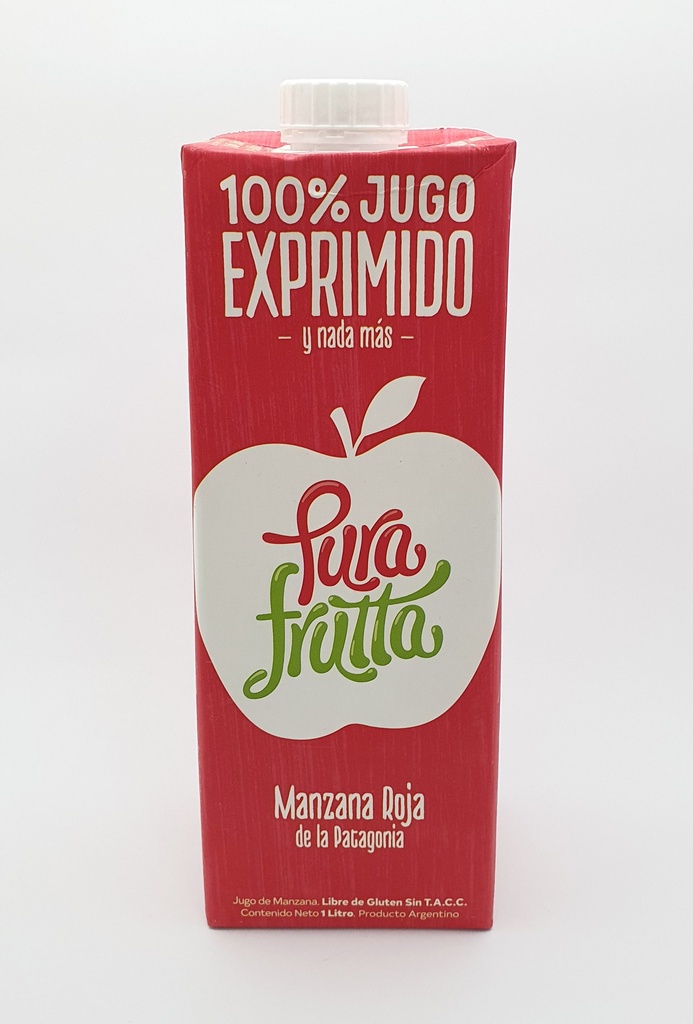 100% JUGO
EXPRIMIDO
– y nada más –
Pura
frutta
Manzana Roja
de la Patagonia
Jugo de Manzana. Libre de Gluten Sin T.A.C.C.
Contenido Neto 1 Litro. Producto Argentino